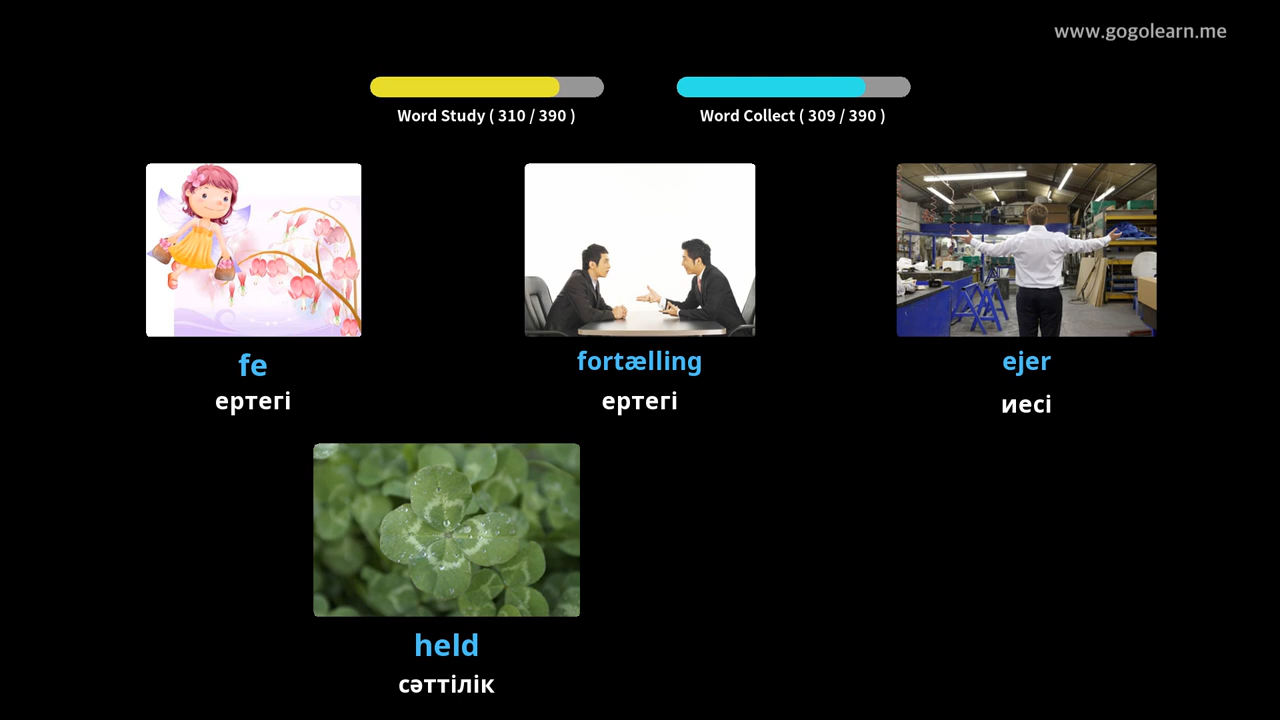 www.gogolearn.me
Word Study ( 310 / 390 )
Word Collect ( 309 / 390 )
fe
ертегі
fortælling
ертегі
ejer
иесі
held
сәттілік